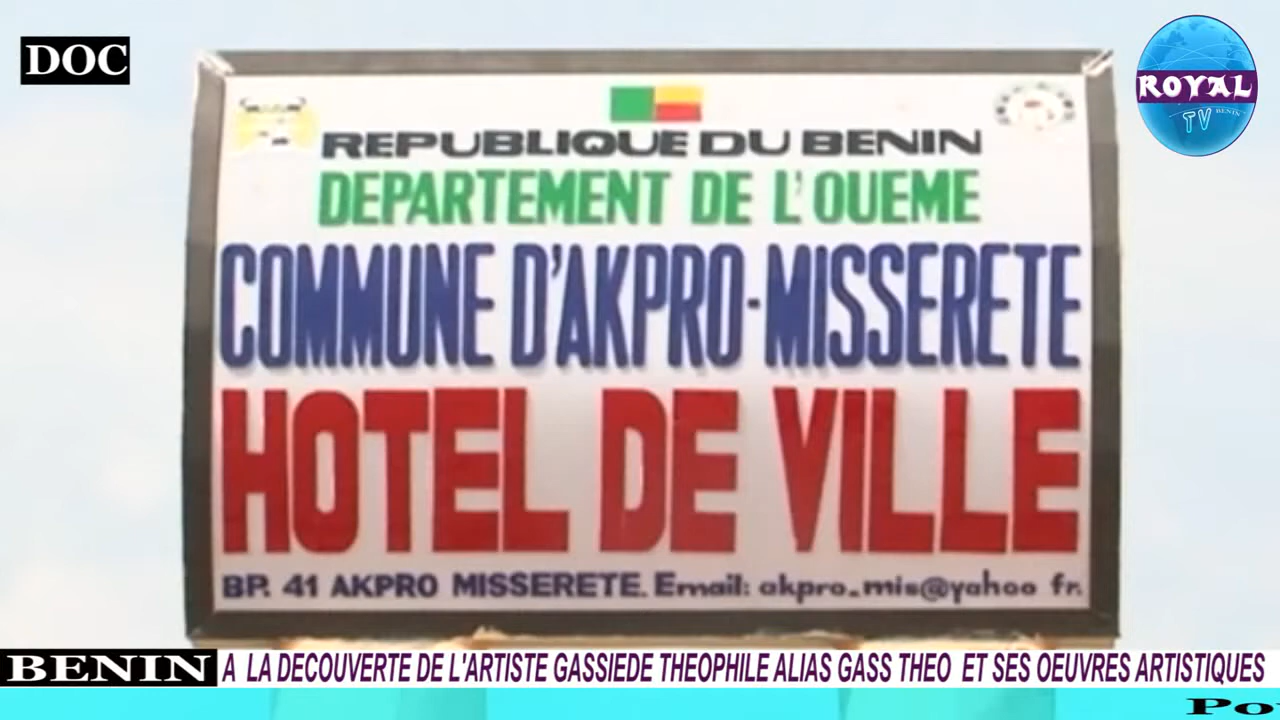 DOC
ROYAL
TV BENIN
REPUBLIQUE DU BENIN
DEPARTEMENT DE L'OUEME
COMMUNE D'AKPRO-MISSERETE
HOTEL DE VILLE
BP. 41 AKPRO MISSERETE. Email: akpro_mis@yahoo fr.
BENIN A LA DECOUVERTE DE L'ARTISTE GASSIEDE THEOPHILE ALIAS GASS THEO ET SES OEUVRES ARTISTIQUES